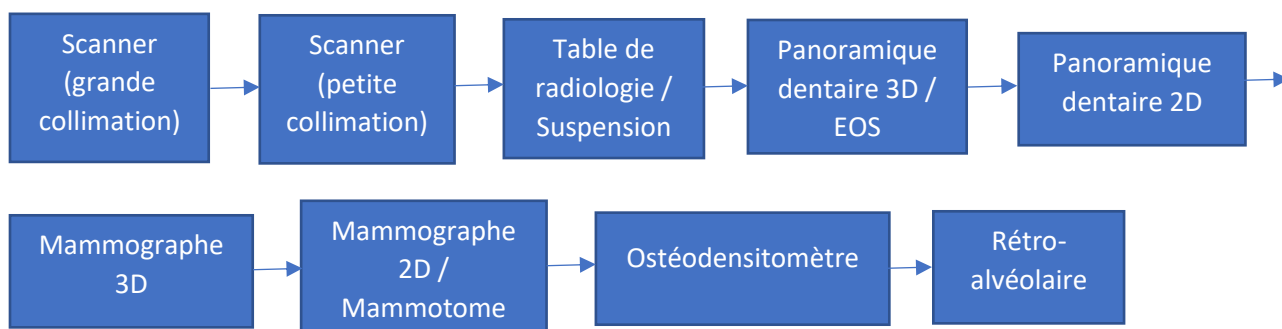 Scanner
(grande
collimation)
Scanner
(petite
collimation)
Table de
radiologie /
Suspension
Panoramique
dentaire 3D /
EOS
Panoramique
dentaire 2D
Mammographe
3D
Mammographe
2D /
Mammotome
Ostéodensitomètre
Rétro-
alvéolaire